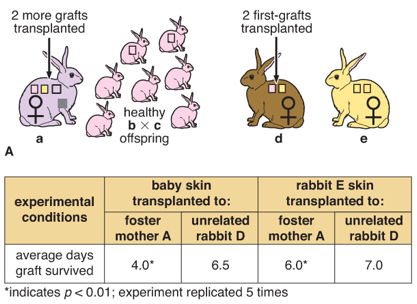 2 more grafts
transplanted
2 first-grafts
transplanted
healthy
b × c
offspring
a
d
e
A
experimental
conditions
baby skin
transplanted to:
rabbit E skin
transplanted to:
foster
mother A
unrelated
rabbit D
foster
mother A
unrelated
rabbit D
average days
graft survived
4.0*
6.5
6.0*
7.0
*indicates p < 0.01; experiment replicated 5 times